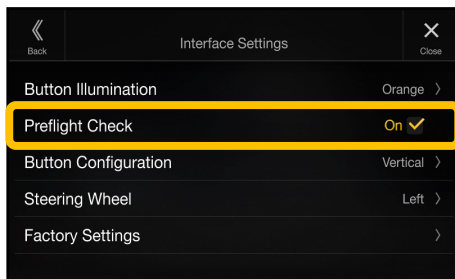 Interface Settings
Back
Close
Button Illumination Orange
Preflight Check On
Button Configuration Vertical
Steering Wheel Left
Factory Settings